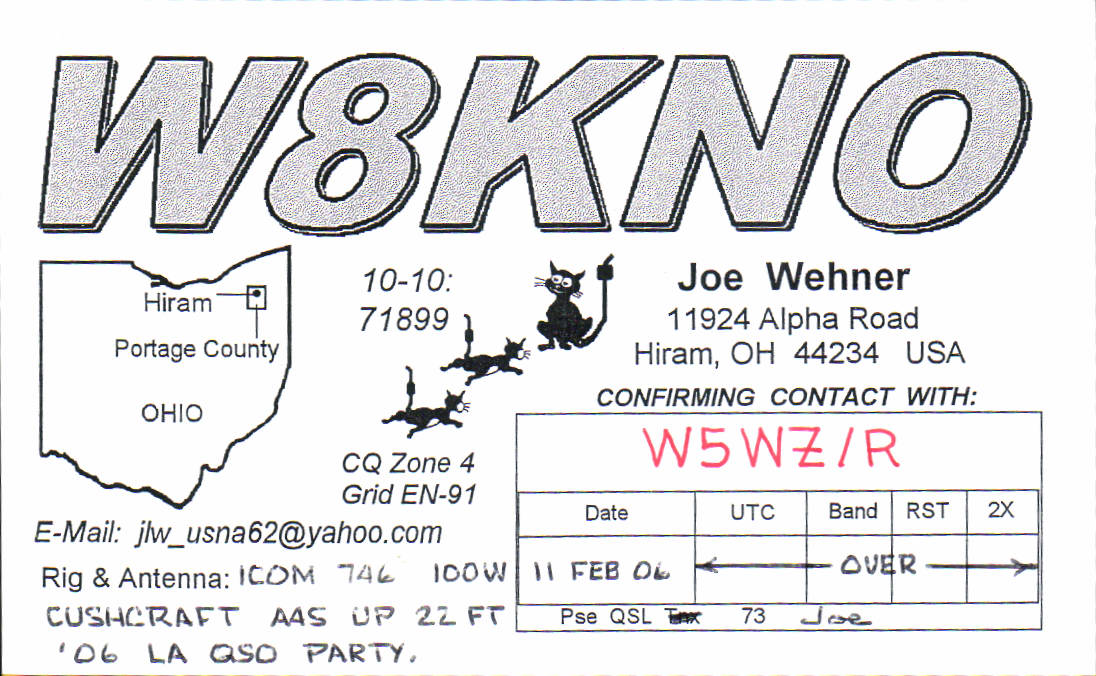 W8KNO
Hiram
Portage County
OHIO
10-10:
71899
CQ Zone 4
Grid EN-91
E-Mail: jlw_usna62@yahoo.com
Rig & Antenna: ICOM 746 100W
CUSHCRAFT A4S UP 22 FT
'06 LA QSO PARTY.
Joe Wehner
11924 Alpha Road
Hiram, OH 44234 USA
CONFIRMING CONTACT WITH:
W5WZ/R
Date UTC Band RST 2X
11 FEB 06 OVER
Pse QSL Tnx 73 Joe